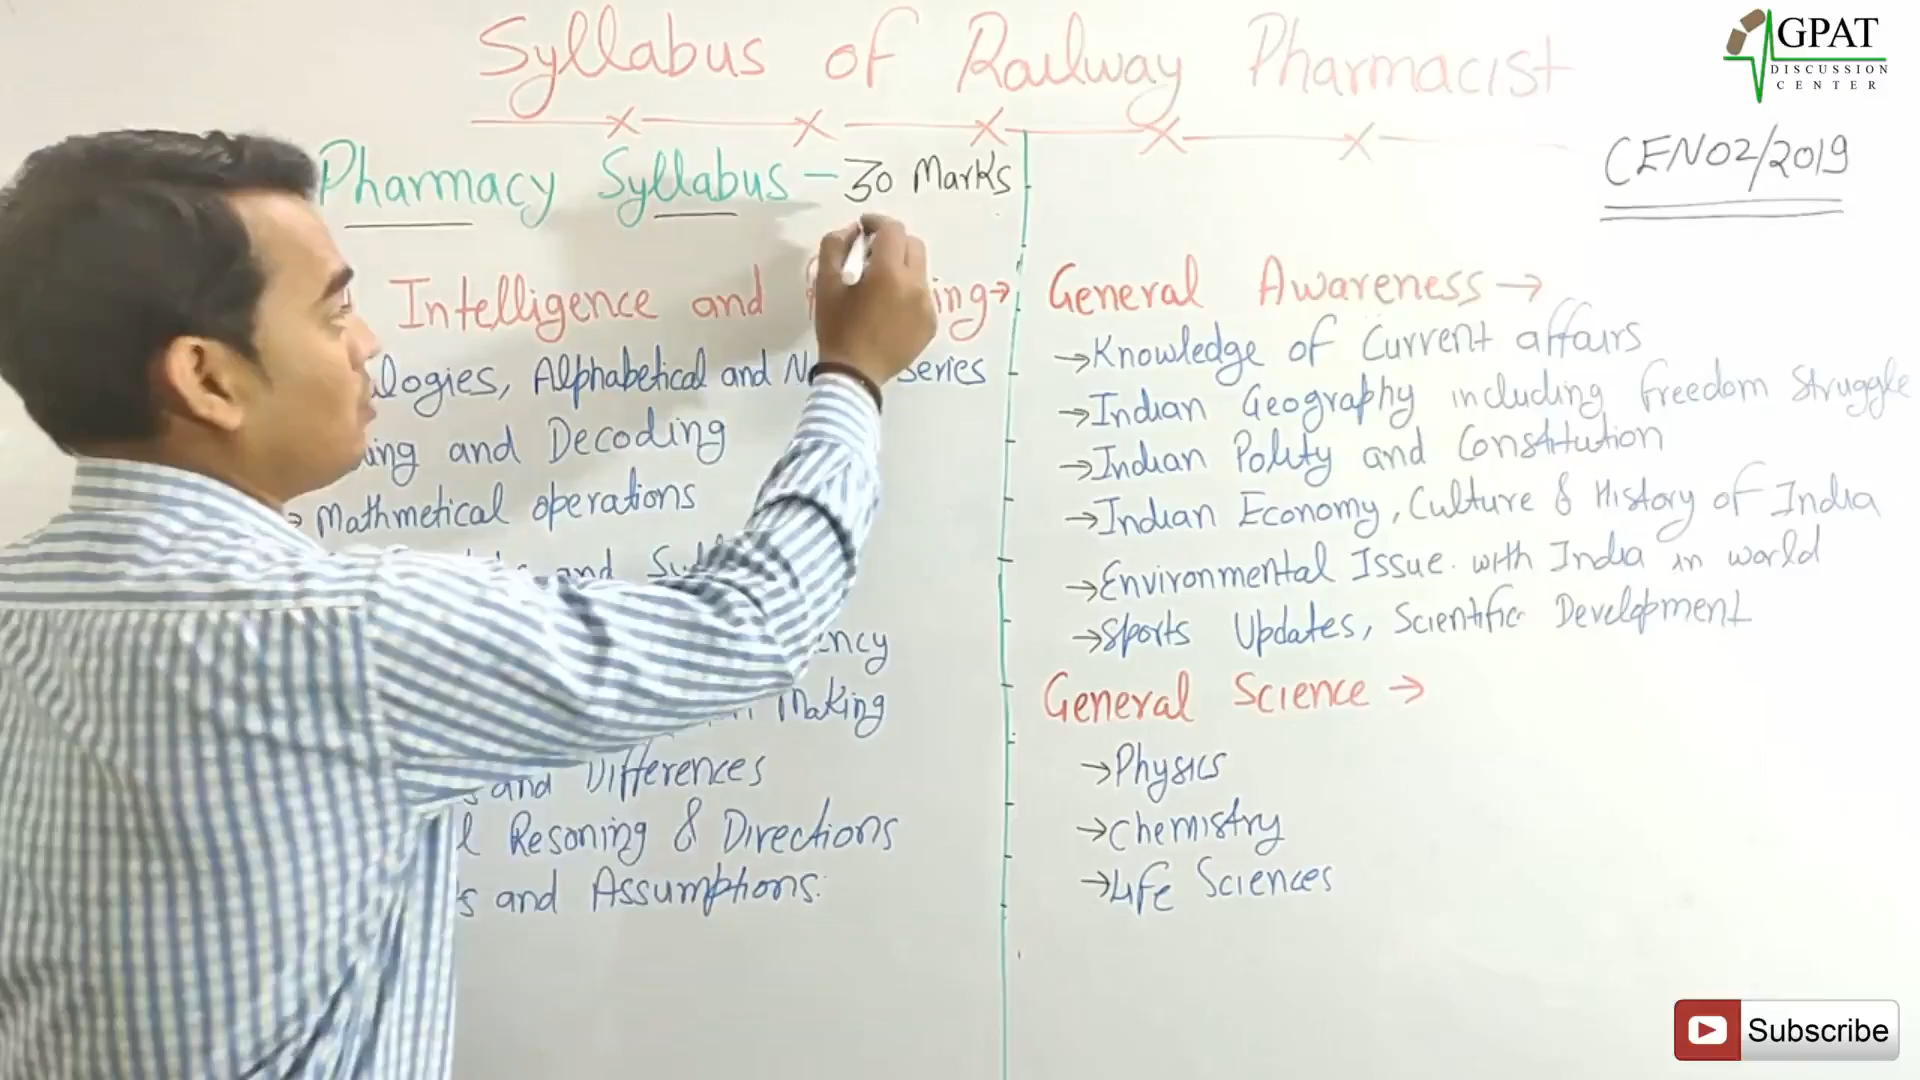 Syllabus of Railway Pharmacist
GPAT
DISCUSSION
CENTER
CEN02/2019
Pharmacy Syllabus - 30 Marks
Intelligence and
→ Mathmetical operations
Alphabetical and Series
and Decoding
and
Making
and Differences
Resoning & Directions
and Assumptions.
General Awareness →
→ Knowledge of Current affairs
→ Indian Geography including freedom Struggle
→ Indian Polity and Constitution
→ Indian Economy, Culture & History of India
→ Environmental Issue. with India in world
→ Sports Updates, Scientific Development
General Science →
→ Physics
→ Chemistry
→ Life Sciences
Subscribe